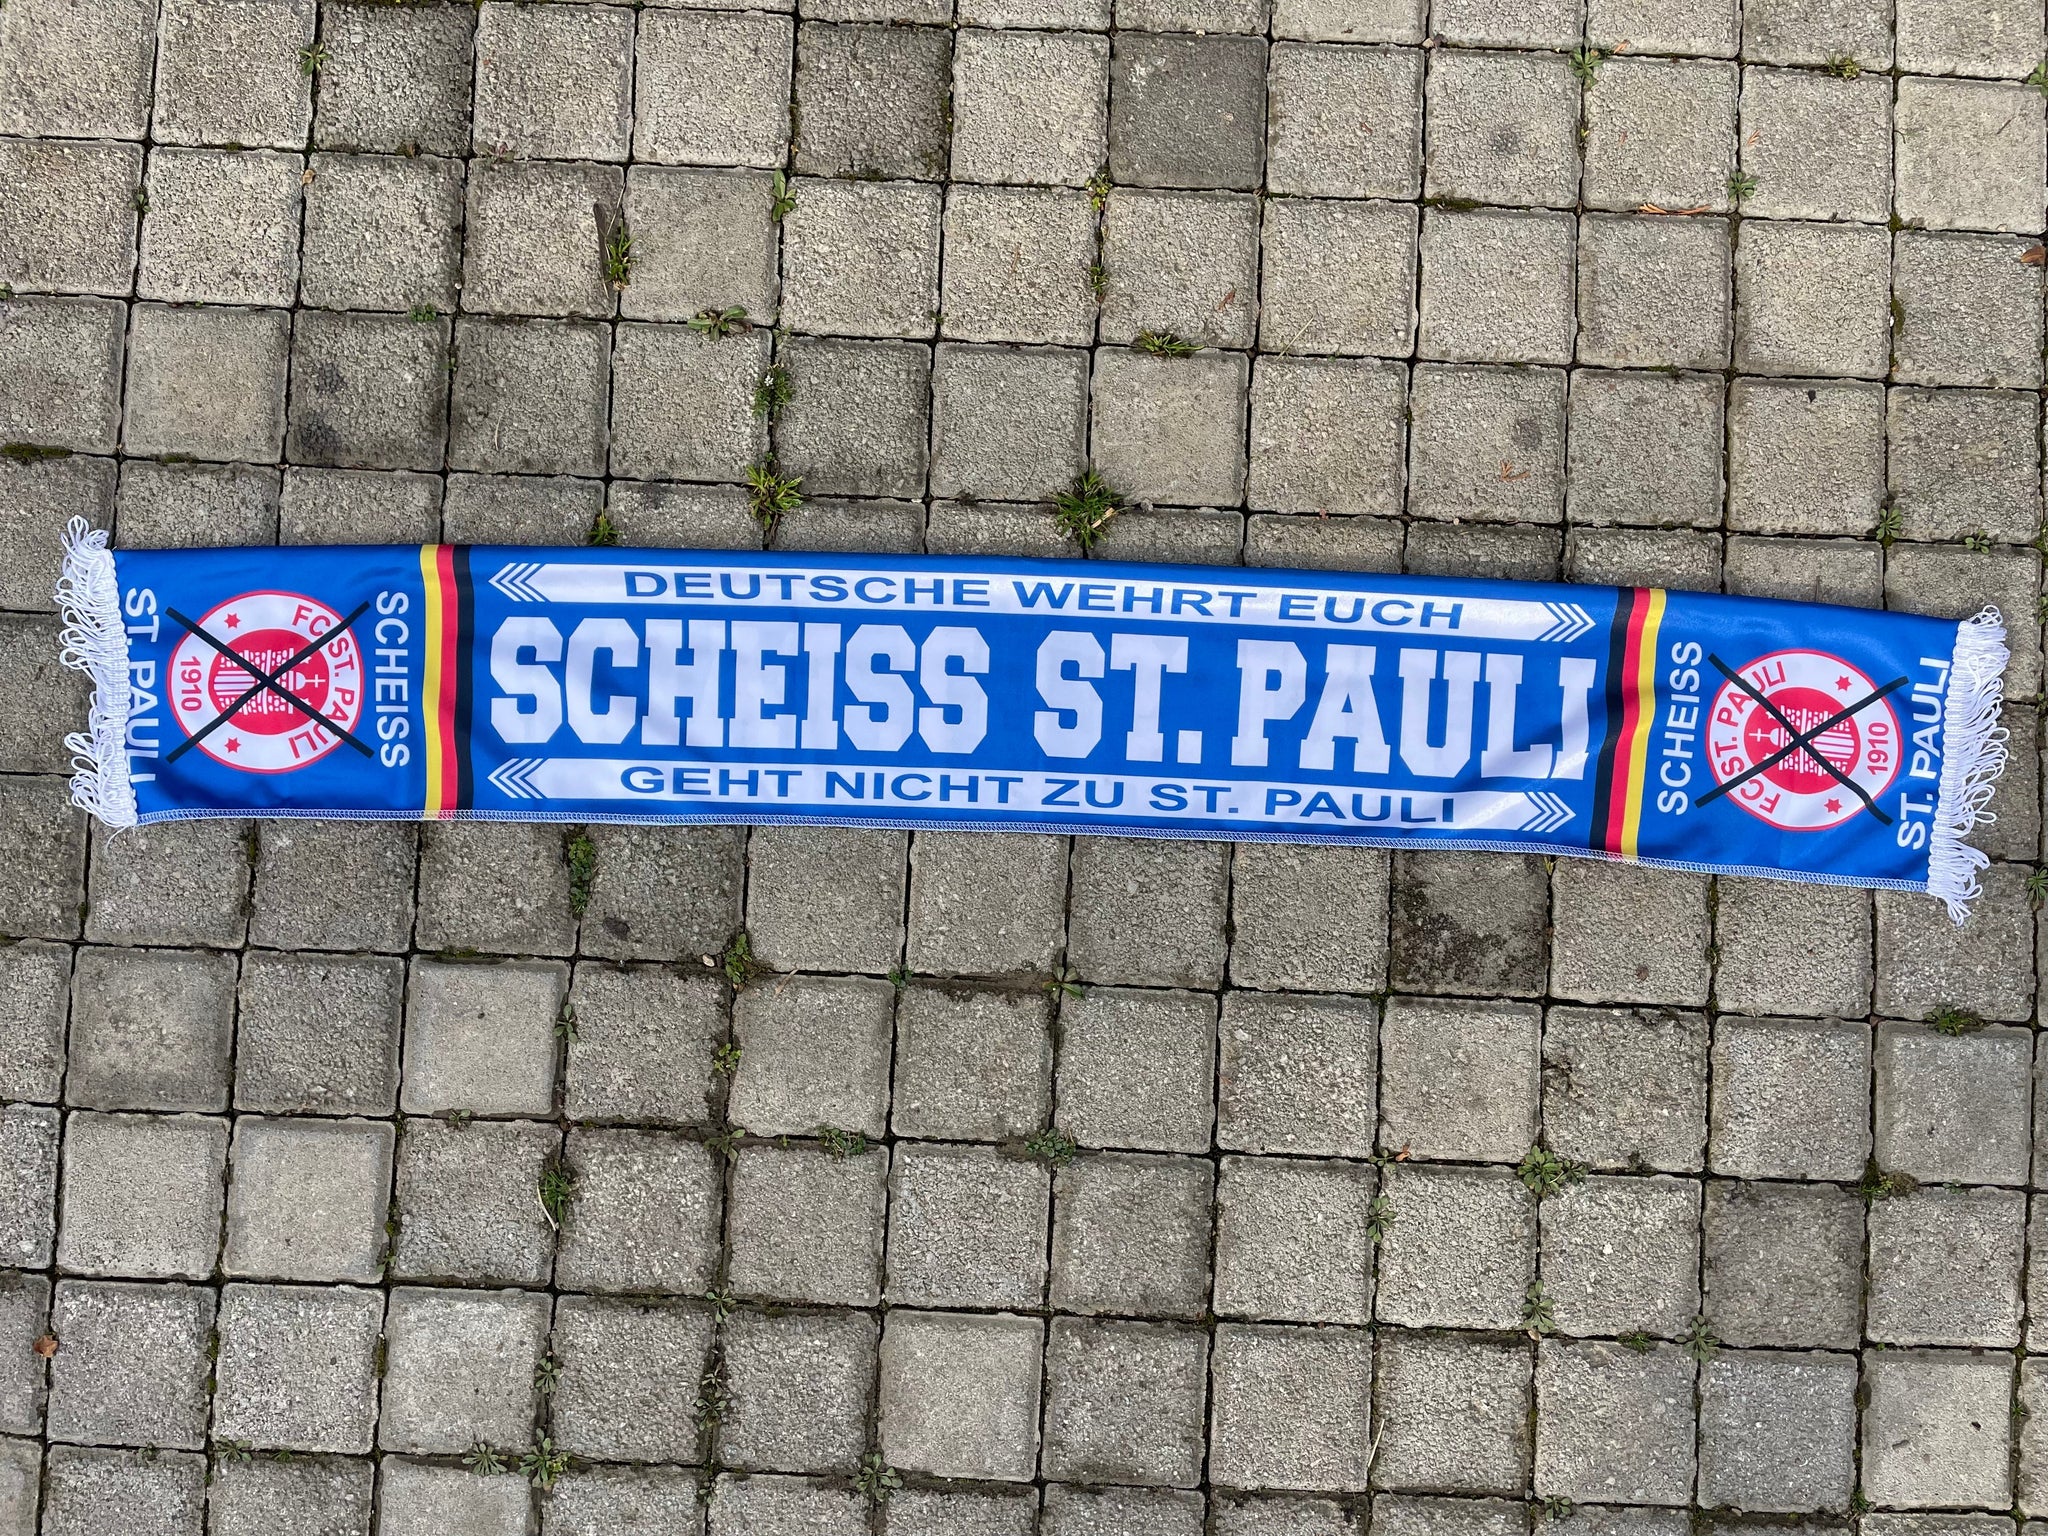 ST. PAULI
FC ST. PAULI
1910
SCHEISS
DEUTSCHE WEHRT EUCH
SCHEISS ST. PAULI
GEHT NICHT ZU ST. PAULI
SCHEISS
FC ST. PAULI
1910
ST. PAULI